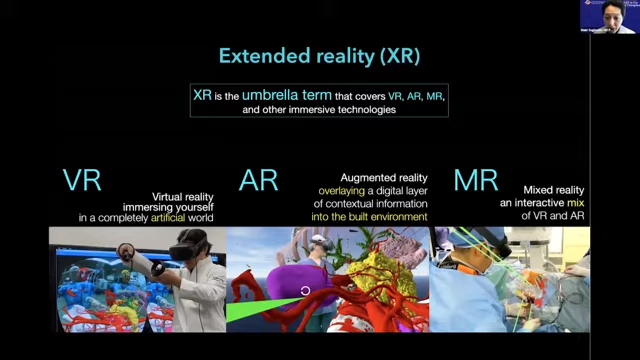 Extended reality (XR)
XR is the umbrella term that covers VR, AR, MR,
and other immersive technologies
VR
Virtual reality
immersing yourself
in a completely artificial world
AR
Augmented reality
overlaying a digital layer
of contextual information
into the built environment
MR
Mixed reality
an interactive mix
of VR and AR